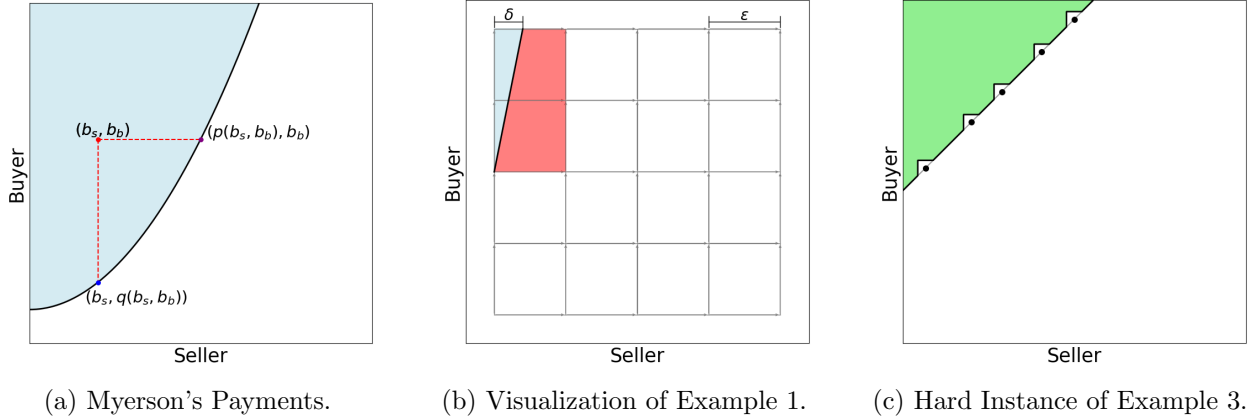 Buyer
(b_s, b_b)
(p(b_s, b_b), b_b)
(b_s, q(b_s, b_b))
Seller
(a) Myerson's Payments.
δ
ε
Buyer
Seller
(b) Visualization of Example 1.
Buyer
Seller
(c) Hard Instance of Example 3.